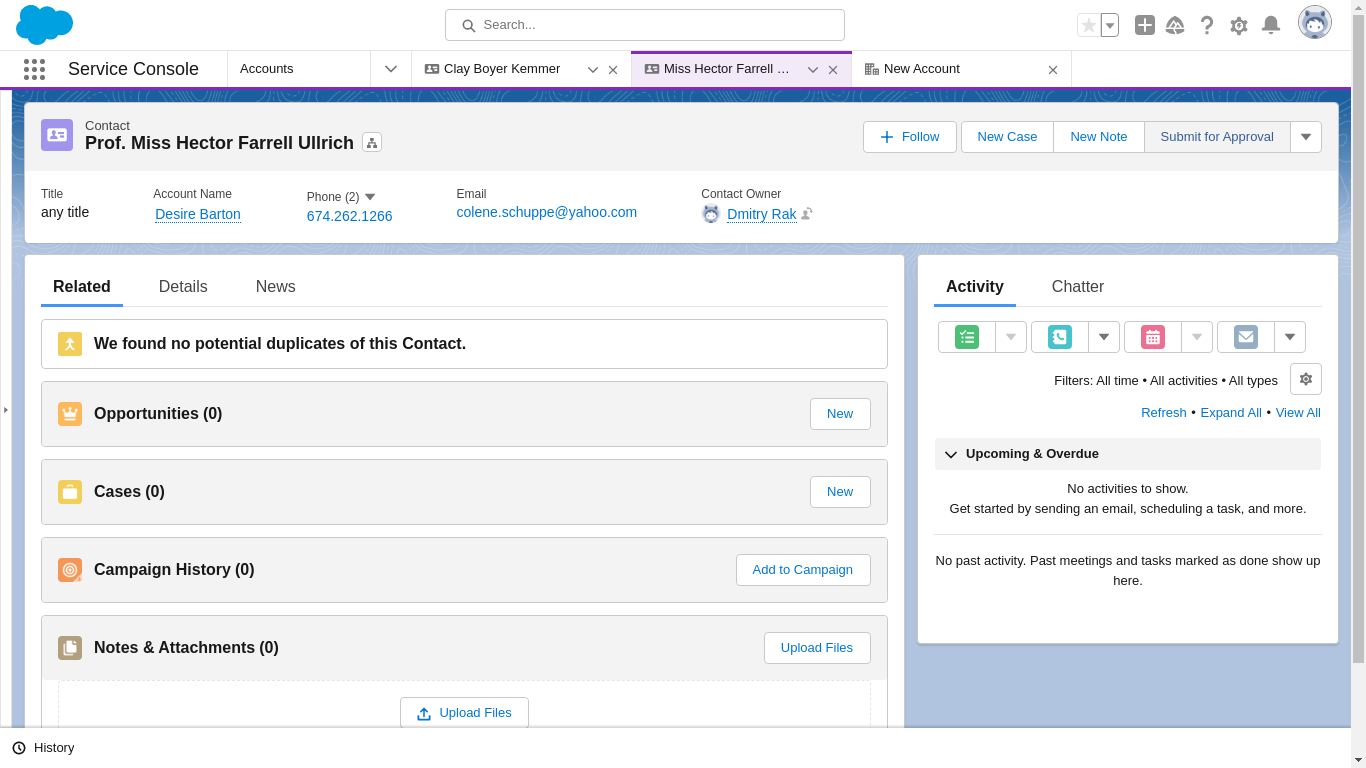 Search...
Service Console
Accounts
Clay Boyer Kemmer
Miss Hector Farrell ...
New Account
Contact
Prof. Miss Hector Farrell Ullrich
Follow
New Case
New Note
Submit for Approval
Title
any title
Account Name
Desire Barton
Phone (2)
674.262.1266
Email
colene.schuppe@yahoo.com
Contact Owner
Dmitry Rak
Related
Details
News
We found no potential duplicates of this Contact.
Opportunities (0)
New
Cases (0)
New
Campaign History (0)
Add to Campaign
Notes & Attachments (0)
Upload Files
Upload Files
Activity
Chatter
Filters: All time • All activities • All types
Refresh • Expand All • View All
Upcoming & Overdue
No activities to show.
Get started by sending an email, scheduling a task, and more.
No past activity. Past meetings and tasks marked as done show up
here.
History